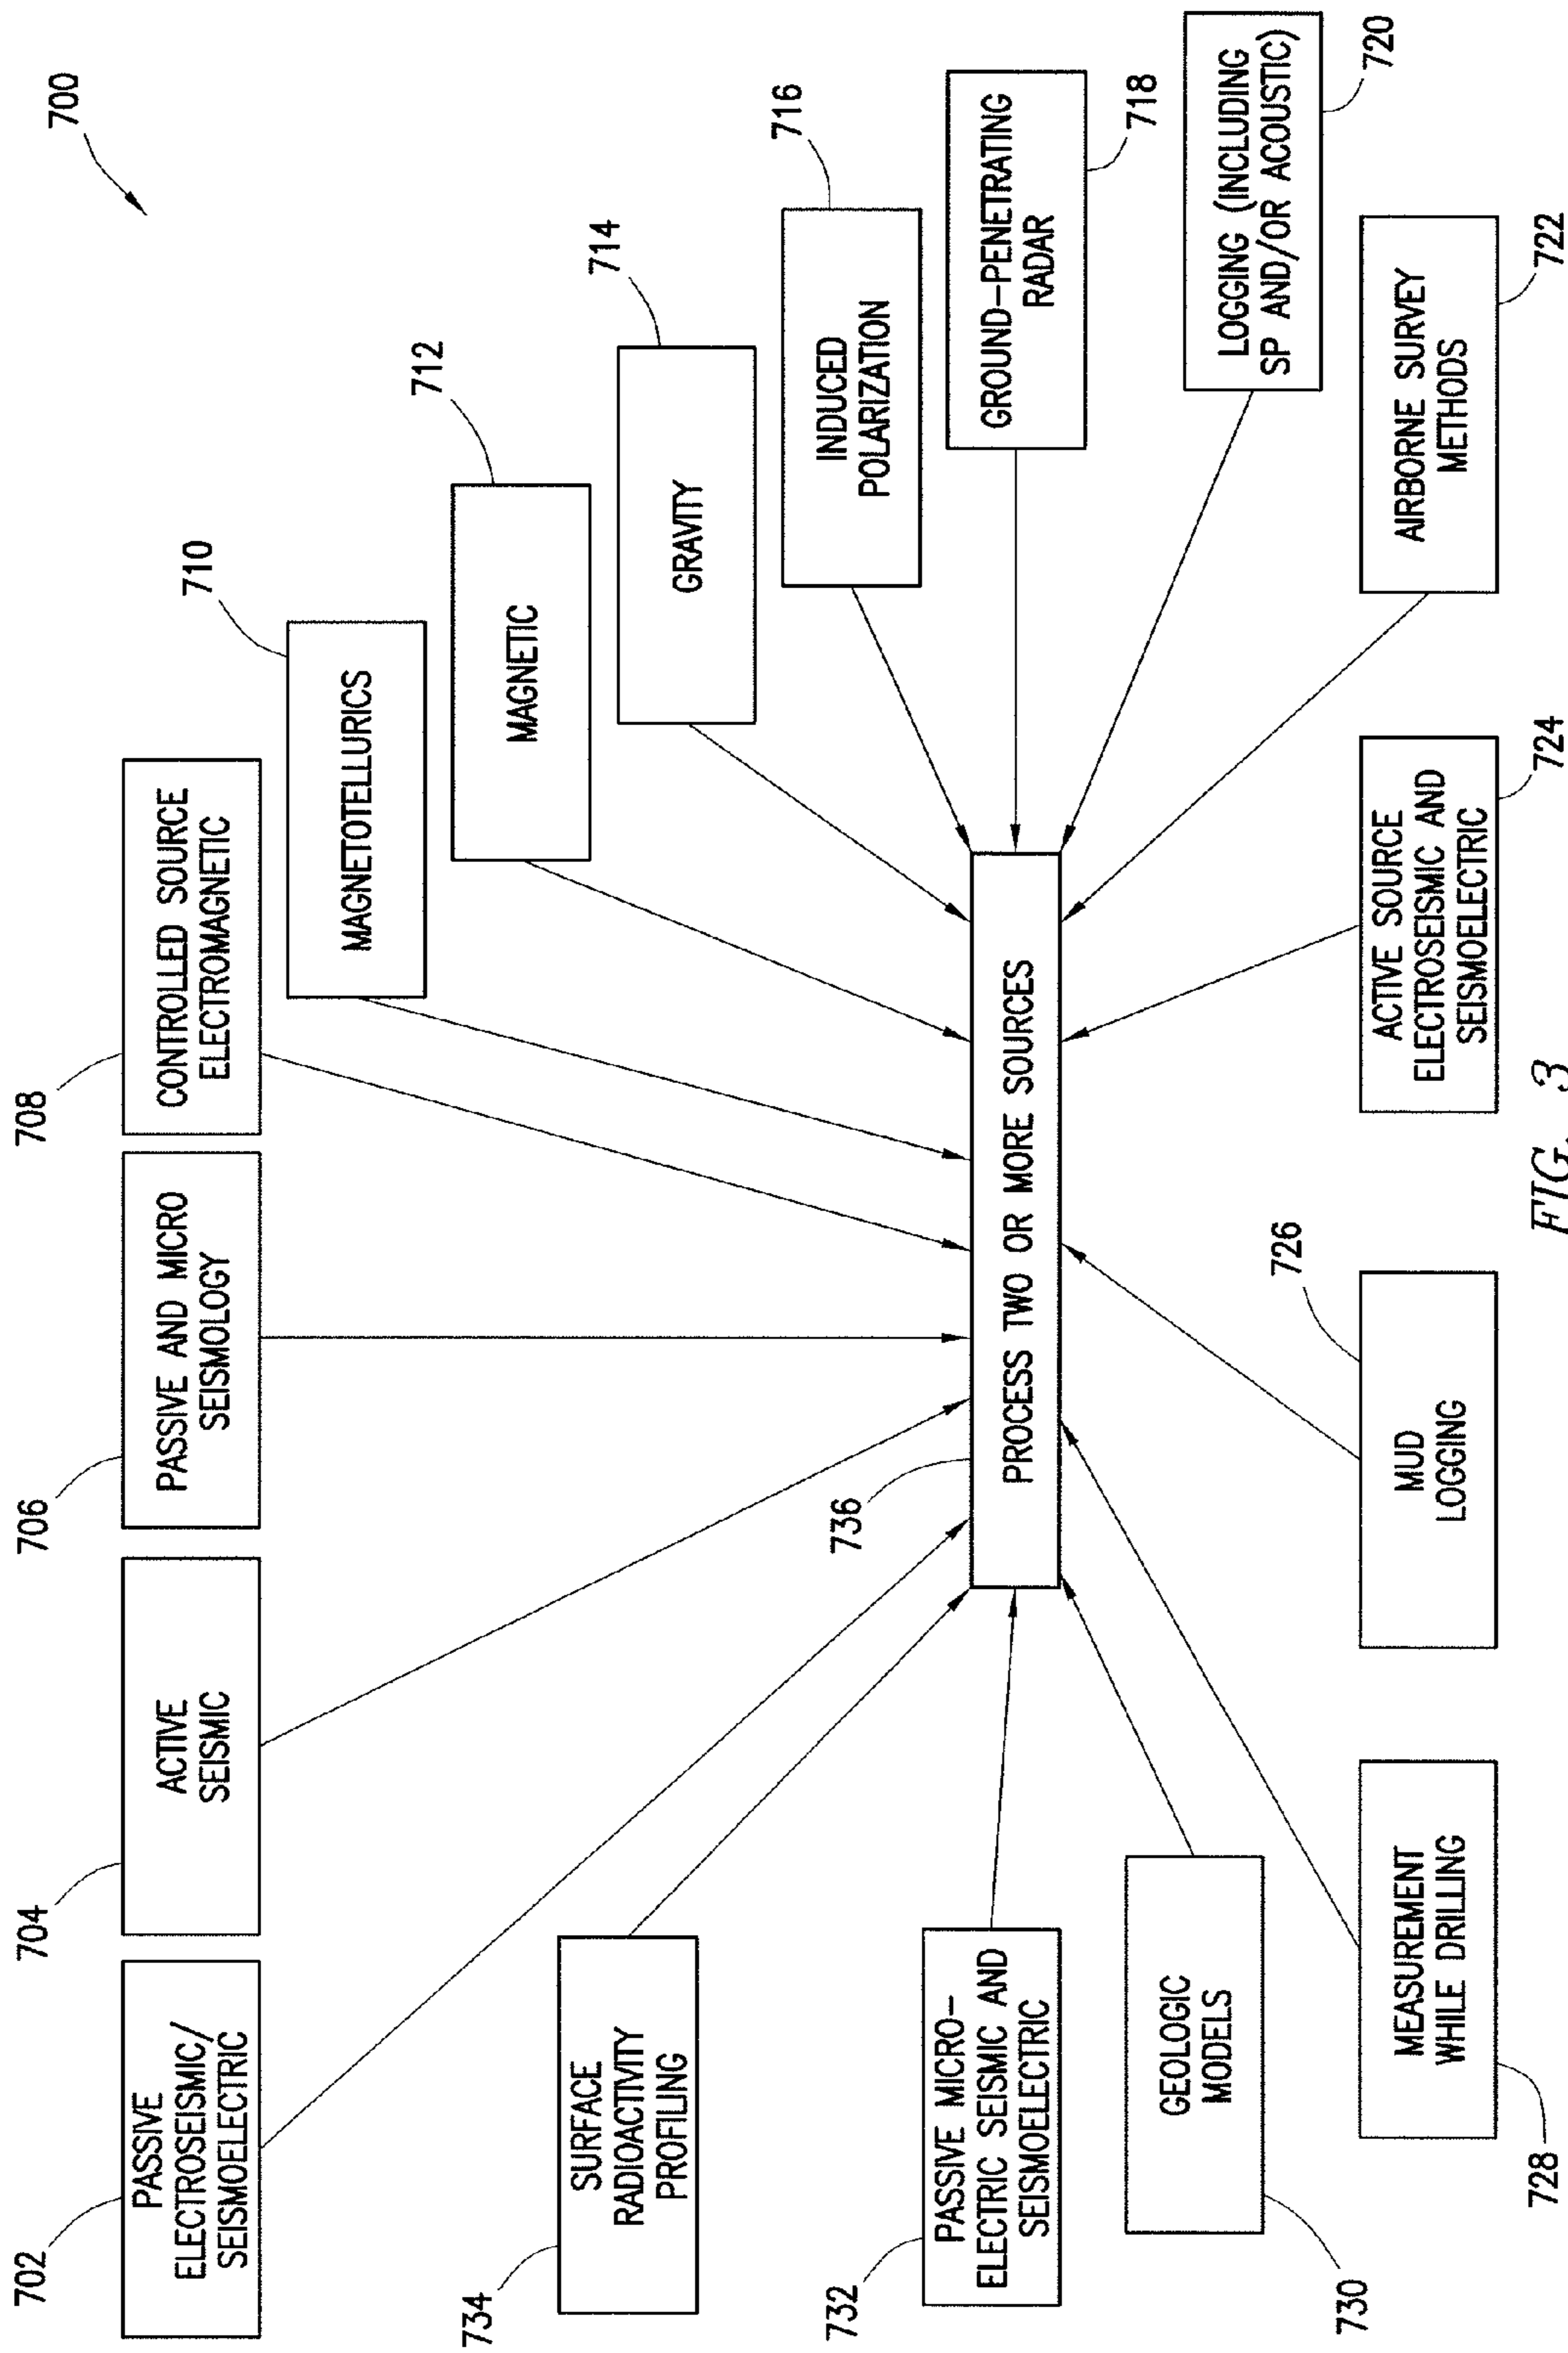 700
702
PASSIVE
ELECTROSEISMIC/
SEISMOELECTRIC
704
ACTIVE
SEISMIC
706
PASSIVE AND MICRO
SEISMOLOGY
708
CONTROLLED SOURCE
ELECTROMAGNETIC
710
MAGNETOTELLURICS
712
MAGNETIC
714
GRAVITY
716
INDUCED
POLARIZATION
GROUND-PENETRATING
RADAR
718
LOGGING (INCLUDING
SP AND/OR ACOUSTIC)
720
AIRBORNE SURVEY
METHODS
722
ACTIVE SOURCE
ELECTROSEISMIC AND
SEISMOELECTRIC
724
726
MUD
LOGGING
MEASUREMENT
WHILE DRILLING
728
GEOLOGIC
MODELS
730
732
PASSIVE MICRO-
ELECTRIC SEISMIC AND
SEISMOELECTRIC
734
SURFACE
RADIOACTIVITY
PROFILING
736
PROCESS TWO OR MORE SOURCES
FIG. 3